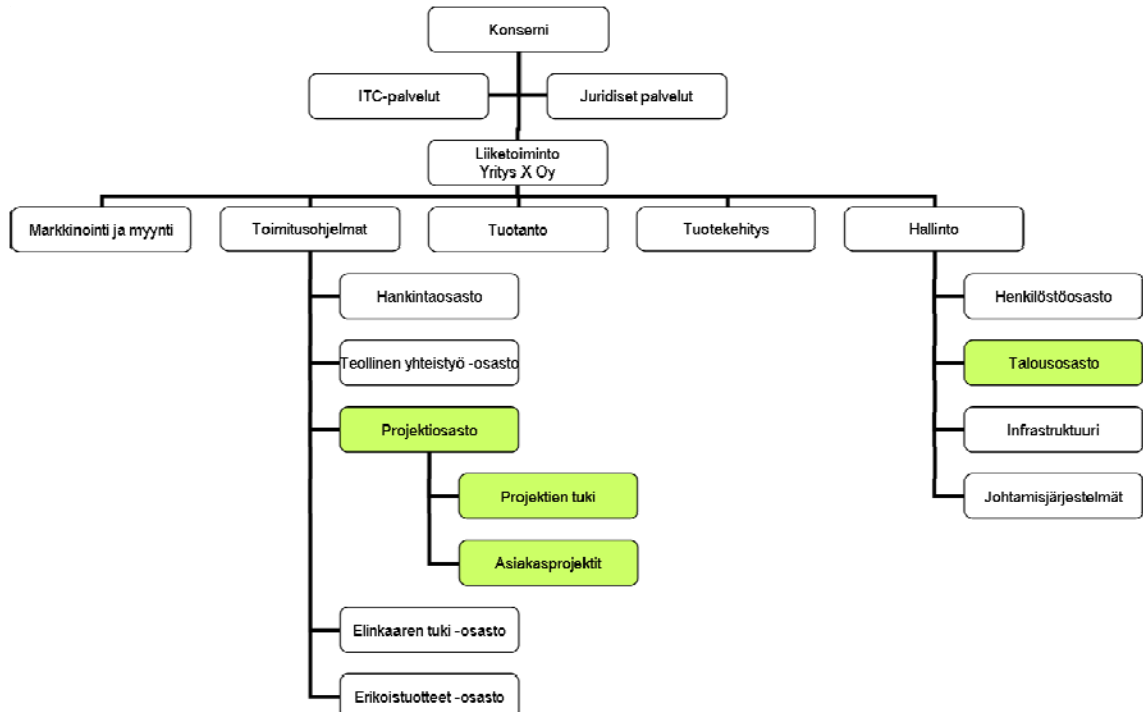 Konserni
ITC-palvelut
Juridiset palvelut
Liiketoiminto
Yritys X Oy
Markkinointi ja myynti
Toimitusohjelmat
Tuotanto
Tuotekehitys
Hallinto
Hankintaosasto
Henkilöstöosasto
Teollinen yhteistyö -osasto
Talousosasto
Projektiosasto
Infrastruktuuri
Projektien tuki
Johtamisjärjestelmät
Asiakasprojektit
Elinkaaren tuki -osasto
Erikoistuotteet -osasto